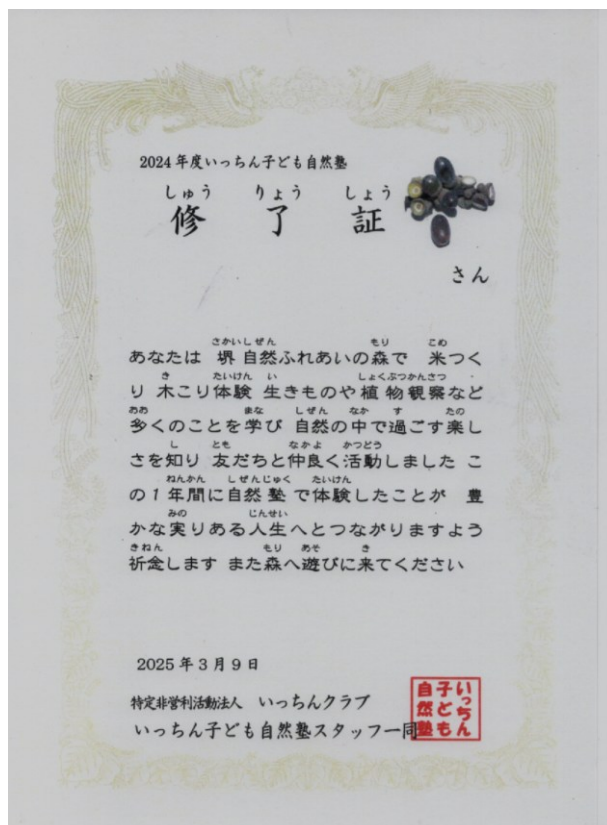 2024年度いっちん子ども自然塾
しゅう りょう しょう
修 了 証
さん
さかいしぜん もり こめ
あなたは 堺 自然ふれあいの森で 米つく
き たいけん い しょくぶつかんさつ
り 木こり体験 生きものや植物観察など
おお まな しぜん なか す たの
多くのことを学び 自然の中で過ごす楽し
し とも なかよ かつどう
さを知り 友だちと仲良く活動しました こ
ねんかん しぜんじゅく たいけん
の1年間に自然塾で体験したことが 豊
みの じんせい
かな実りある人生へとつながりますよう
きねん もり あそ き
祈念します また森へ遊びに来てください
2025年3月9日
特定非営利活動法人 いっちんクラブ
いっちん子ども自然塾スタッフ一同
いっちん
子ども
自然塾